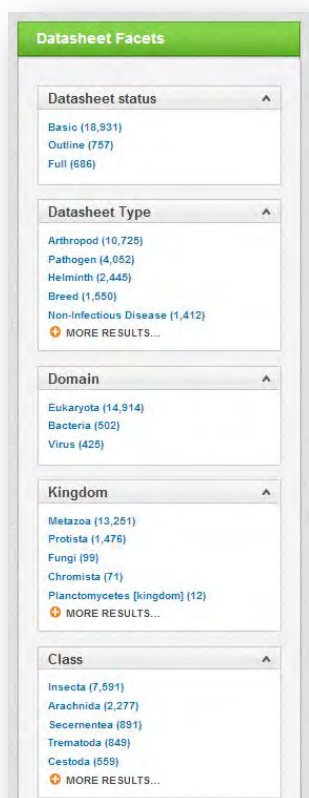 Datasheet Facets
Datasheet status
Basic (18,931)
Outline (757)
Full (686)
Datasheet Type
Arthropod (10,725)
Pathogen (4,052)
Helminth (2,445)
Breed (1,550)
Non-Infectious Disease (1,412)
MORE RESULTS...
Domain
Eukaryota (14,914)
Bacteria (502)
Virus (425)
Kingdom
Metazoa (13,251)
Protista (1,476)
Fungi (99)
Chromista (71)
Planctomycetes [kingdom] (12)
MORE RESULTS...
Class
Insecta (7,591)
Arachnida (2,277)
Secernentea (891)
Trematoda (849)
Cestoda (559)
MORE RESULTS...